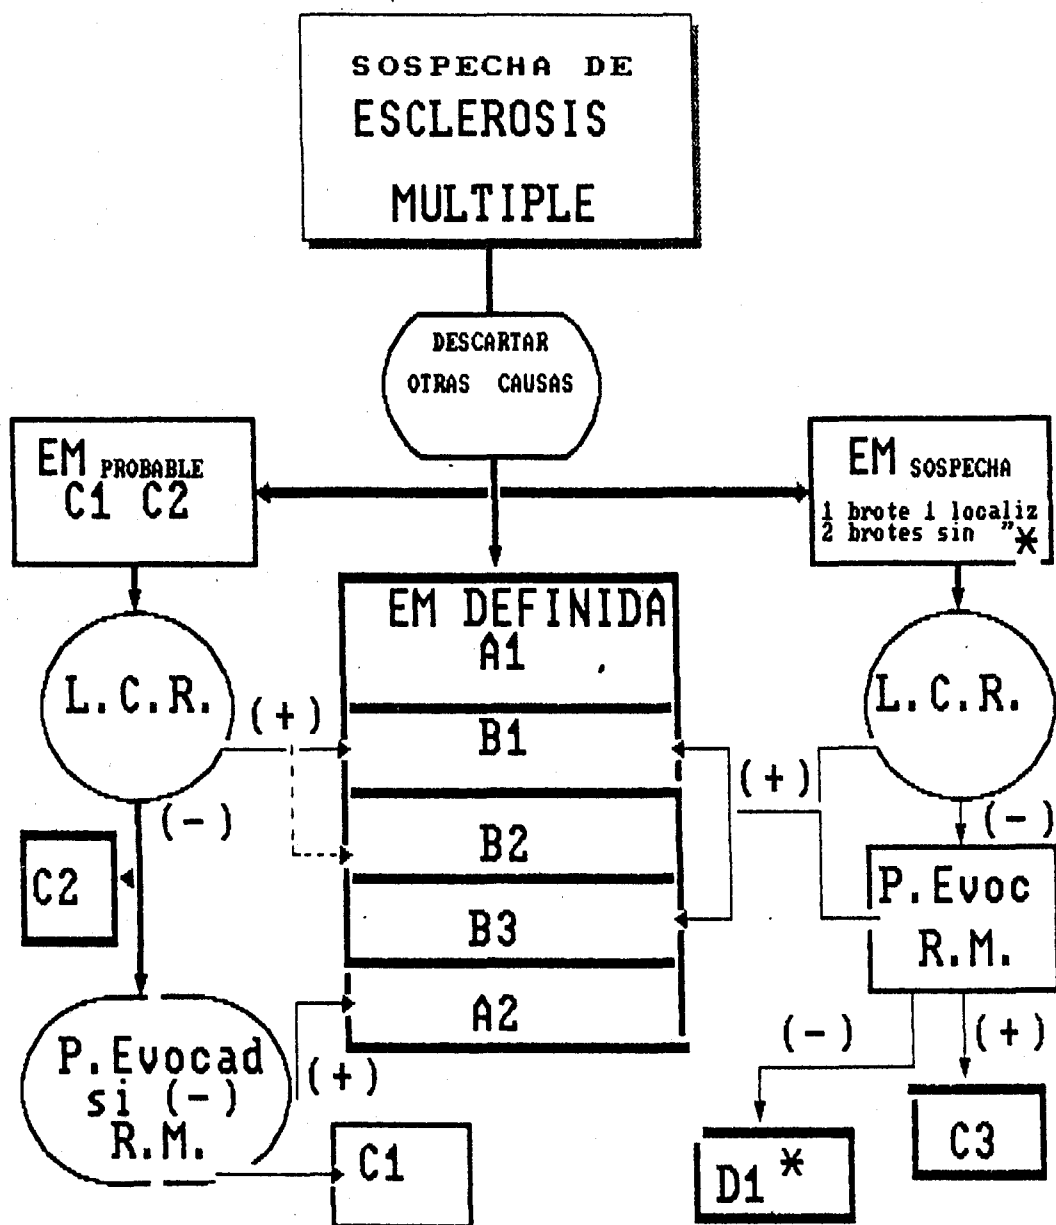 SOSPECHA DE
ESCLEROSIS
MULTIPLE
DESCARTAR
OTRAS CAUSAS
EM PROBABLE
C1 C2
EM SOSPECHA
1 brote 1 localiz
2 brotes sin "*
EM DEFINIDA
A1
L.C.R.
(+)
(-)
C2
B1
B2
B3
A2
L.C.R.
(+)
(-)
P.Evoc
R.M.
P.Evocad
si (-)
R.M.
(+)
C1
(-)
(+)
D1 *
C3